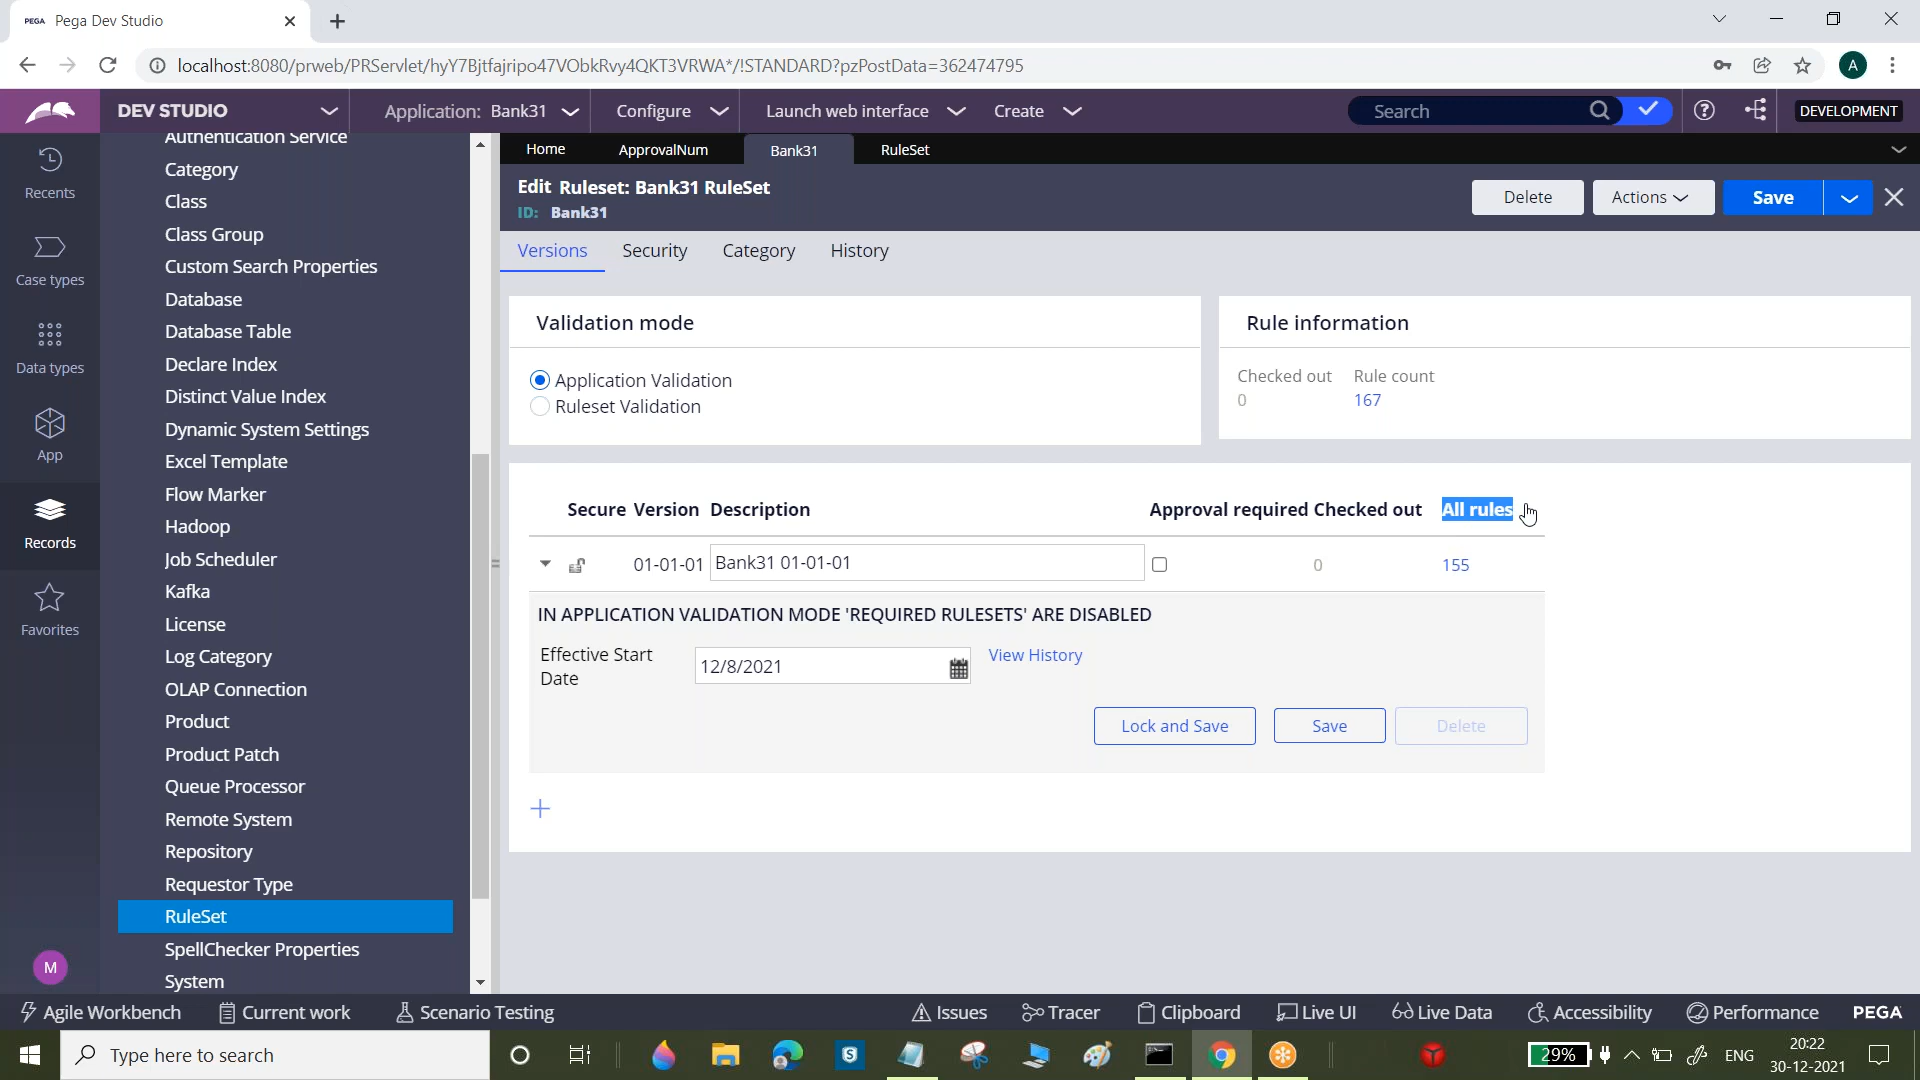 PEGA Pega Dev Studio
localhost:8080/prweb/PRServlet/hyY7Bjtfajripo47VObkRvy4QKT3VRWA*/!STANDARD?pzPostData=362474795
A
DEV STUDIO
Application: Bank31
Configure
Launch web interface
Create
Search
DEVELOPMENT
Recents
Case types
Data types
App
Records
Favorites
M
Authentication Service
Category
Class
Class Group
Custom Search Properties
Database
Database Table
Declare Index
Distinct Value Index
Dynamic System Settings
Excel Template
Flow Marker
Hadoop
Job Scheduler
Kafka
License
Log Category
OLAP Connection
Product
Product Patch
Queue Processor
Remote System
Repository
Requestor Type
RuleSet
SpellChecker Properties
System
Home ApprovalNum Bank31 RuleSet
Edit Ruleset: Bank31 RuleSet
ID: Bank31
Delete Actions Save
Versions Security Category History
Validation mode
Application Validation
Ruleset Validation
Rule information
Checked out Rule count
0 167
Secure Version Description Approval required Checked out All rules
01-01-01 Bank31 01-01-01 0 155
IN APPLICATION VALIDATION MODE 'REQUIRED RULESETS' ARE DISABLED
Effective Start Date 12/8/2021 View History
Lock and Save Save Delete
Agile Workbench Current work Scenario Testing Issues Tracer Clipboard Live UI Live Data Accessibility Performance PEGA
Type here to search
S
29%
ENG
20:22
30-12-2021